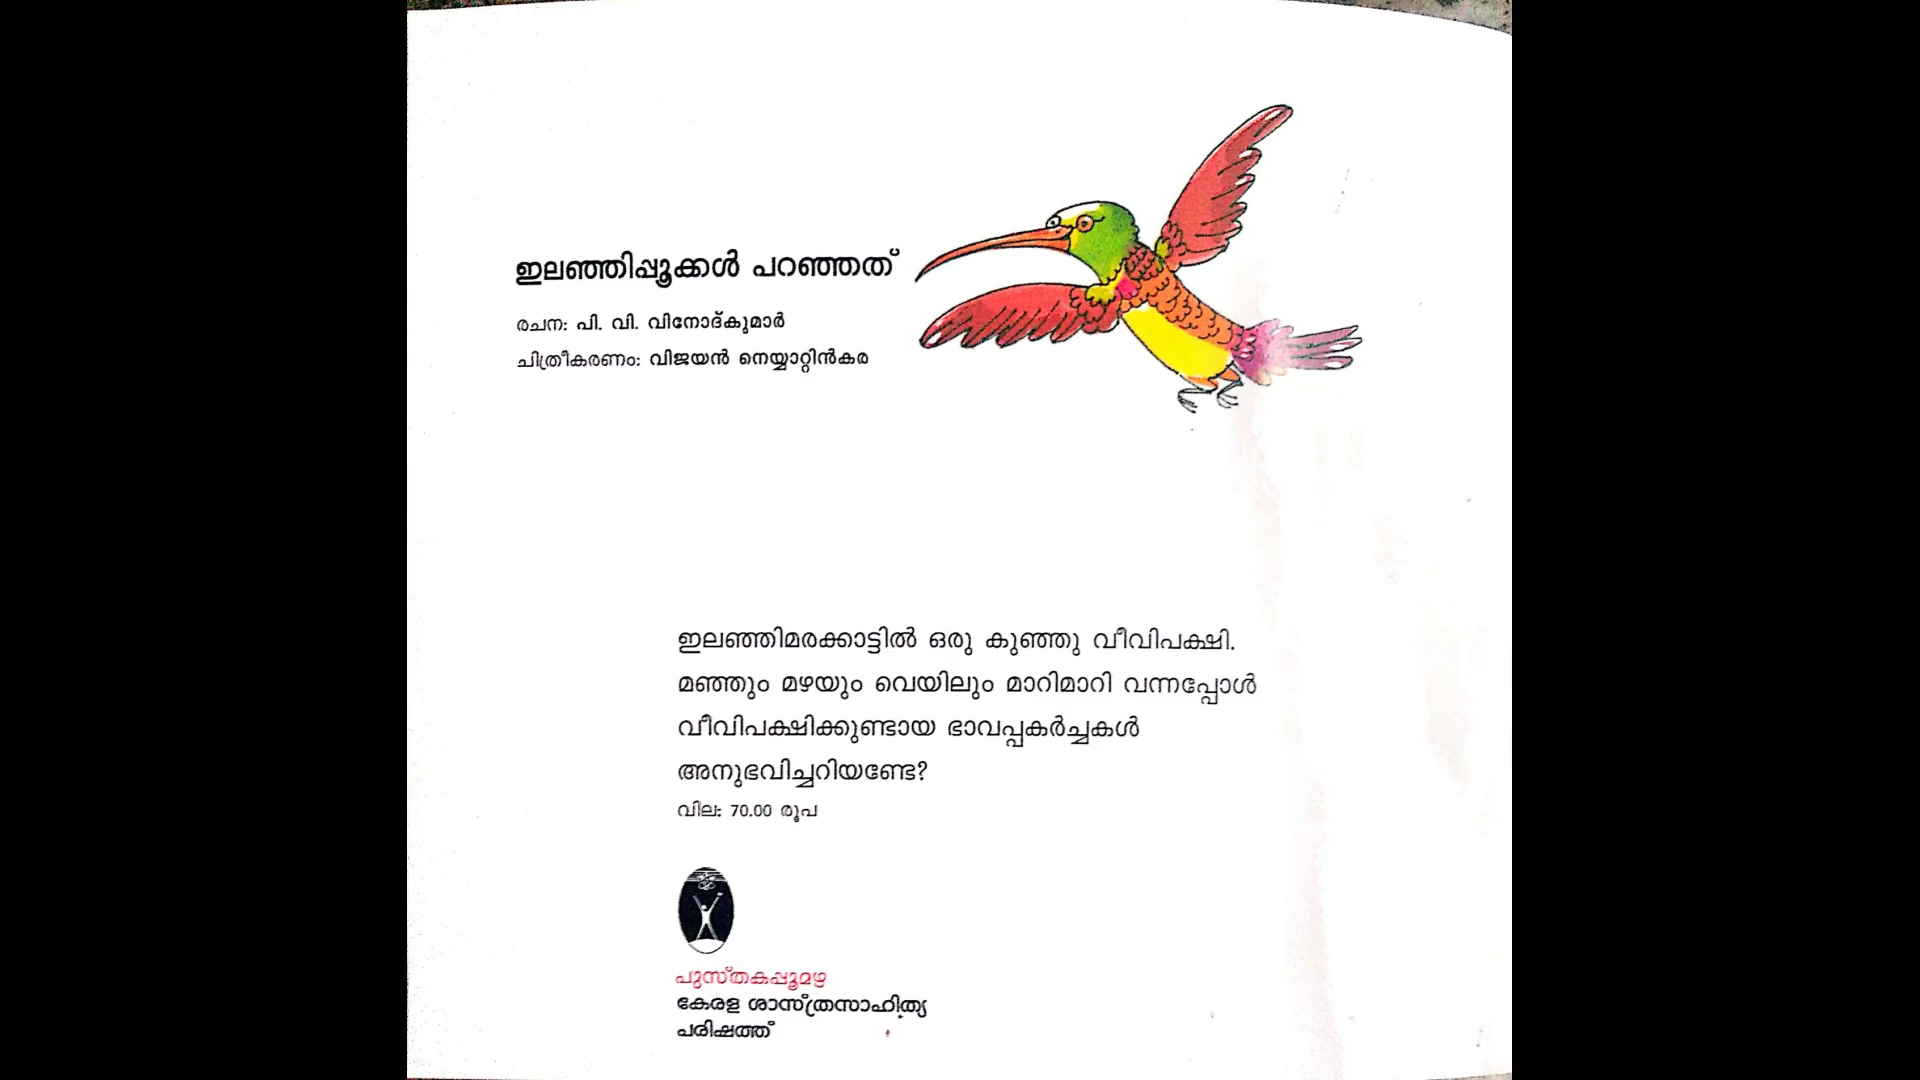 ഇലഞ്ഞിപ്പൂക്കൾ പറഞ്ഞത്
രചന: പി. വി. വിനോദ്കുമാർ
ചിത്രീകരണം: വിജയൻ നെയ്യാറ്റിൻകര
ഇലഞ്ഞിമരക്കാട്ടിൽ ഒരു കുഞ്ഞു വീവിപക്ഷി.
മഞ്ഞും മഴയും വെയിലും മാറിമാറി വന്നപ്പോൾ
വീവിപക്ഷിക്കുണ്ടായ ഭാവപ്പകർച്ചകൾ
അനുഭവിച്ചറിയണ്ടേ?
വില: 70.00 രൂപ
പുസ്തകപ്പൂമഴ
കേരള ശാസ്ത്രസാഹിത്യ
പരിഷത്ത്